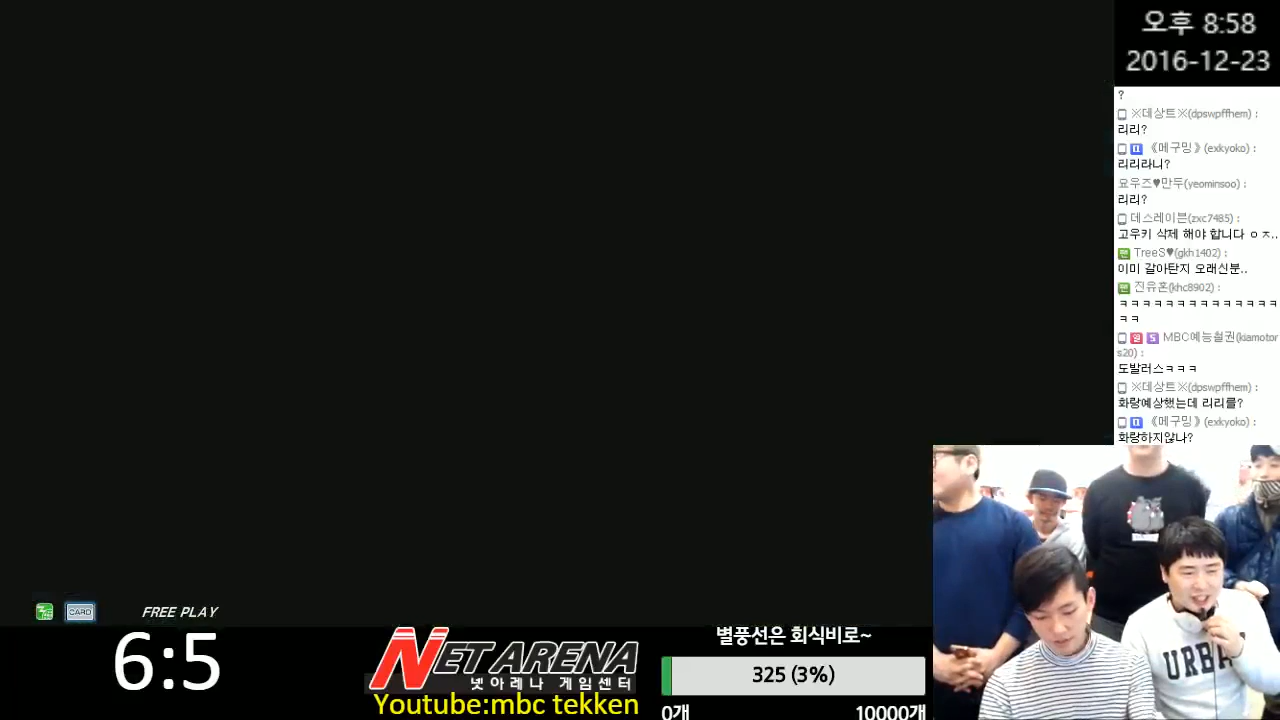 오후 8:58
2016-12-23
?
※데상트※(dpswpffhem) :
리리?
《메구밍》(exkyoko) :
리리라니?
묘우즈♥만두(yeominsoo) :
리리?
데스레이븐(zxc7485) :
고우키 삭제 해야 합니다 ㅇㅈ..
TreeS♥(gkh1402) :
이미 갈아탄지 오래신분..
진유혼(khc8902) :
ㅋㅋㅋㅋㅋㅋㅋㅋㅋㅋㅋㅋㅋㅋ
ㅋㅋ
MBC예능철권(kiamotor
s20) :
도발러스ㅋㅋㅋ
※데상트※(dpswpffhem) :
화랑예상했는데 리리를?
《메구밍》(exkyoko) :
화랑하지않나?
CARD
FREE PLAY
6:5
NET ARENA
넷아레나 게임센터
Youtube:mbc tekken
별풍선은 회식비로~
325 (3%)
0개
10000개
URBA